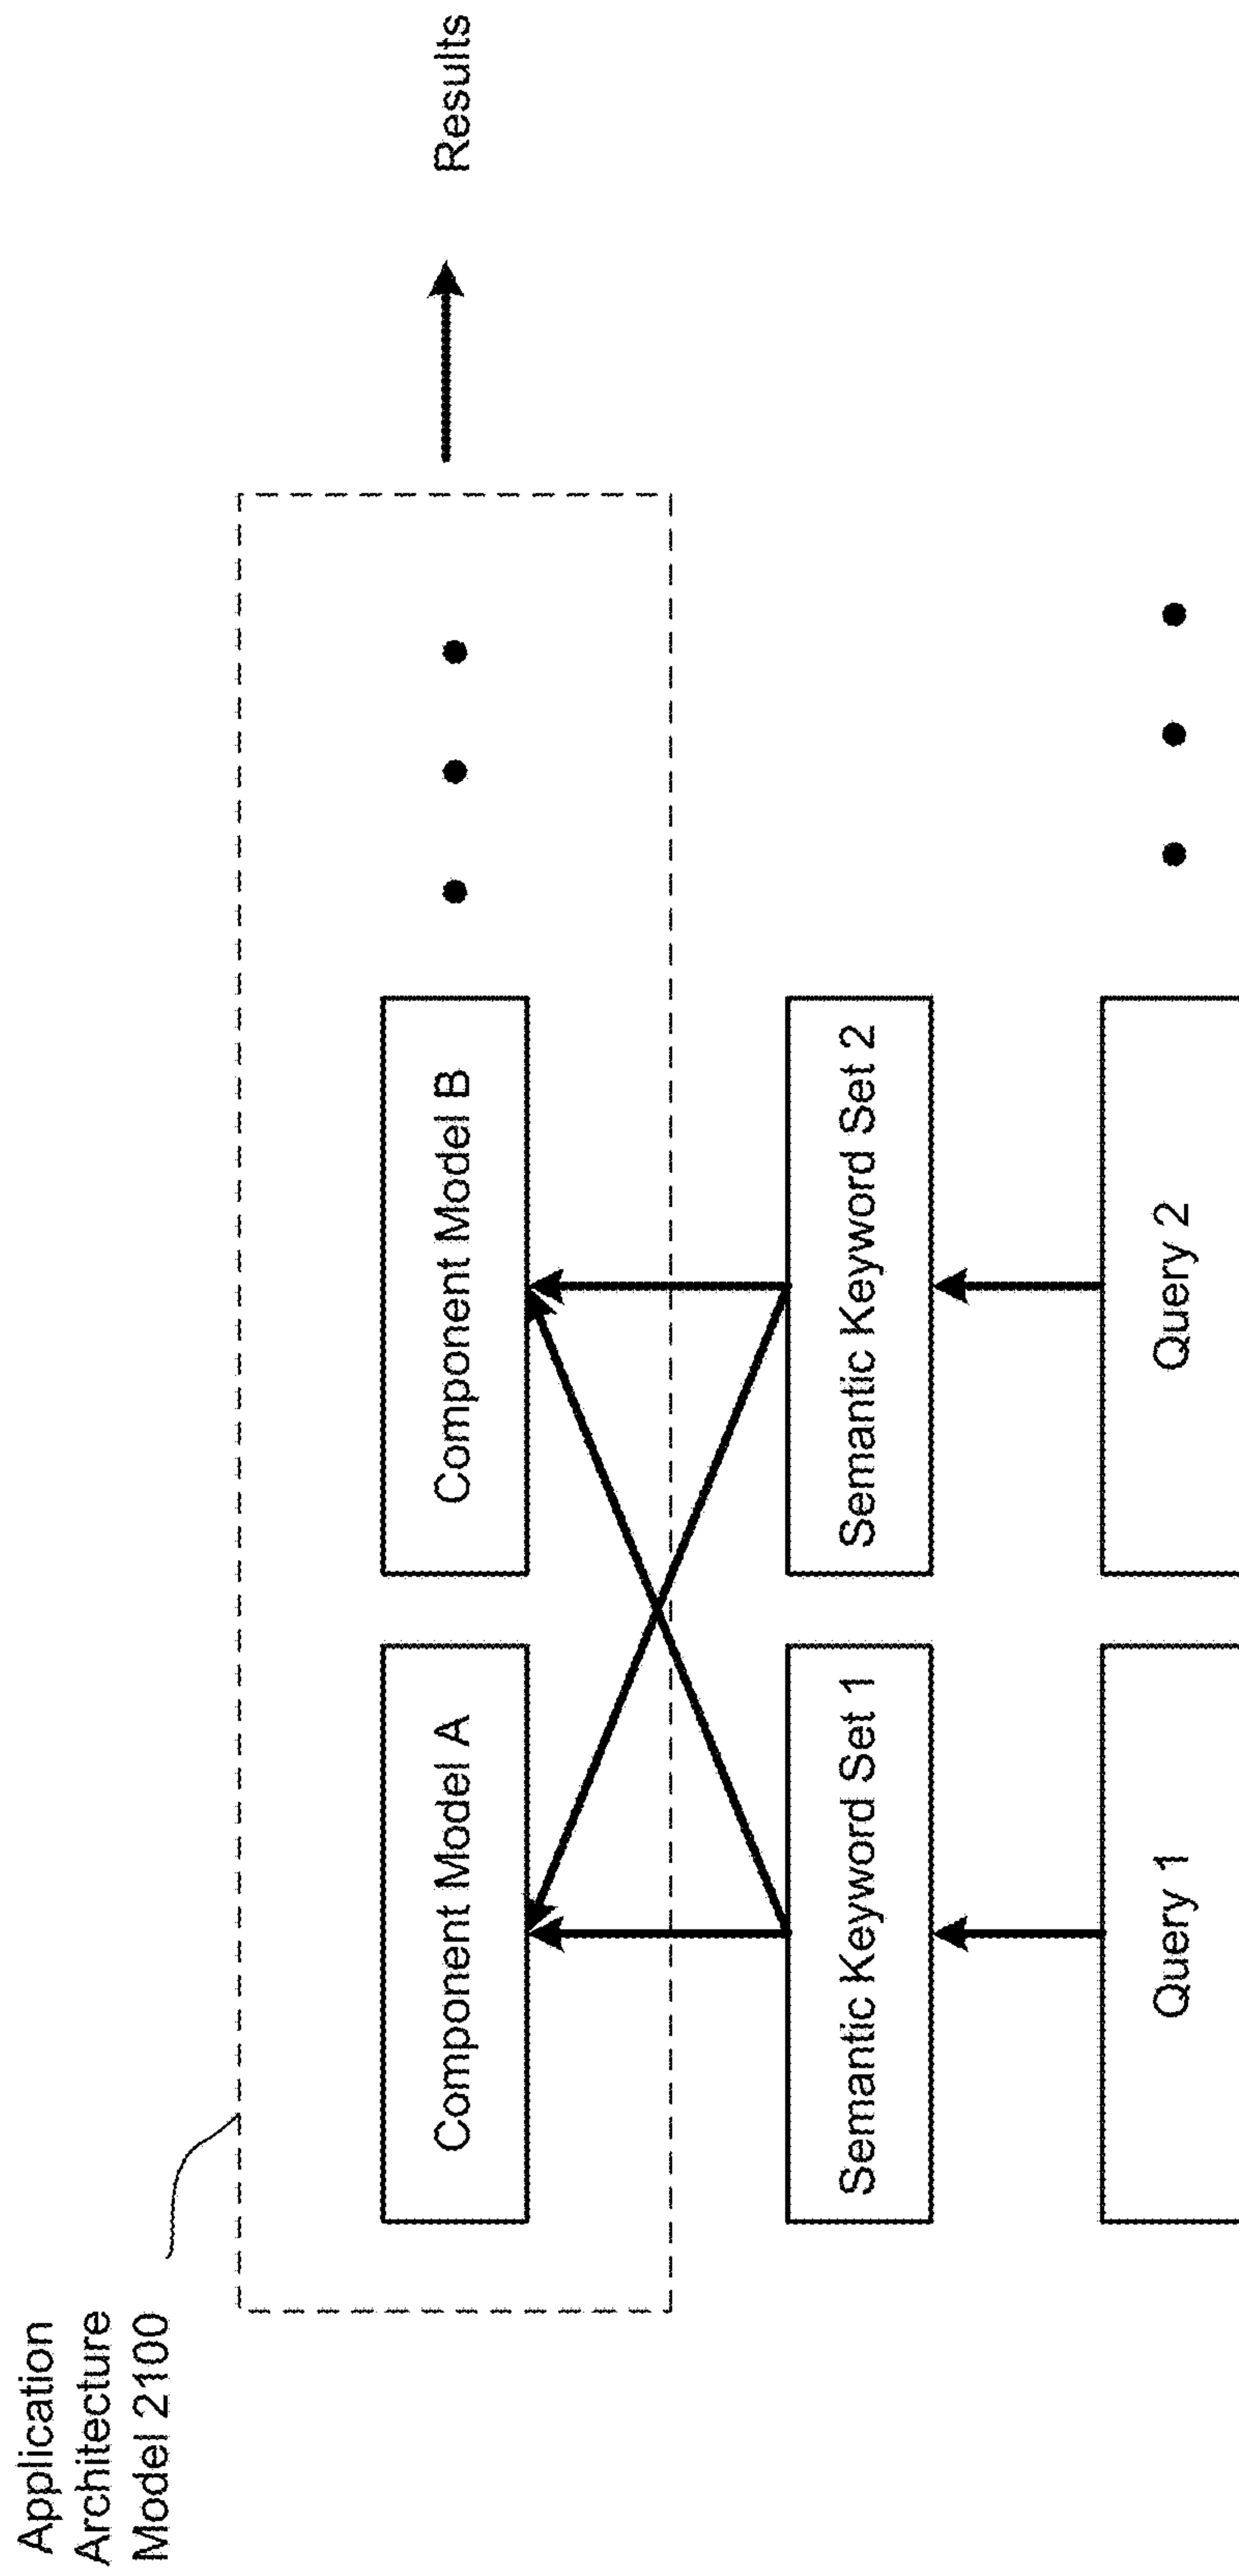 Application
Architecture
Model 2100
Component Model A
Component Model B
Results
Semantic Keyword Set 1
Semantic Keyword Set 2
Query 1
Query 2